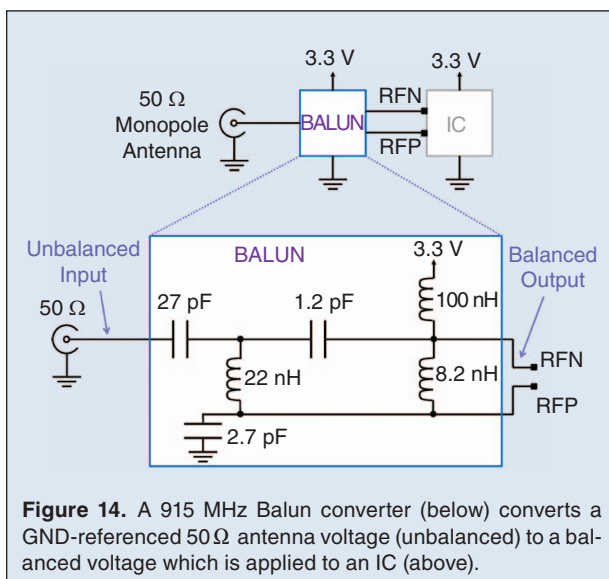 3.3 V
3.3 V
50 Ω
Monopole
Antenna
BALUN
RFN
RFP
IC
Unbalanced
Input
BALUN
3.3 V
Balanced
Output
50 Ω
27 pF
1.2 pF
100 nH
22 nH
8.2 nH
RFN
RFP
2.7 pF
Figure 14. A 915 MHz Balun converter (below) converts a
GND-referenced 50 Ω antenna voltage (unbalanced) to a bal-
anced voltage which is applied to an IC (above).